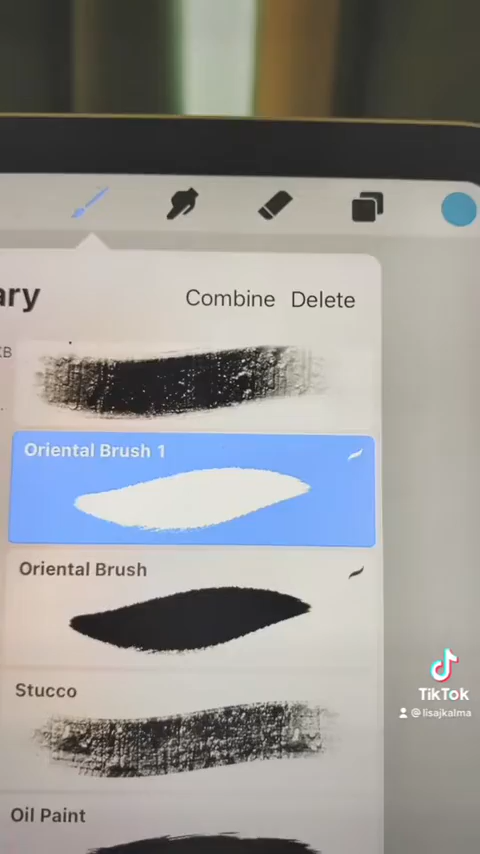 ary
Combine Delete
Oriental Brush 1
Oriental Brush
Stucco
Oil Paint
TikTok
@lisajkalma